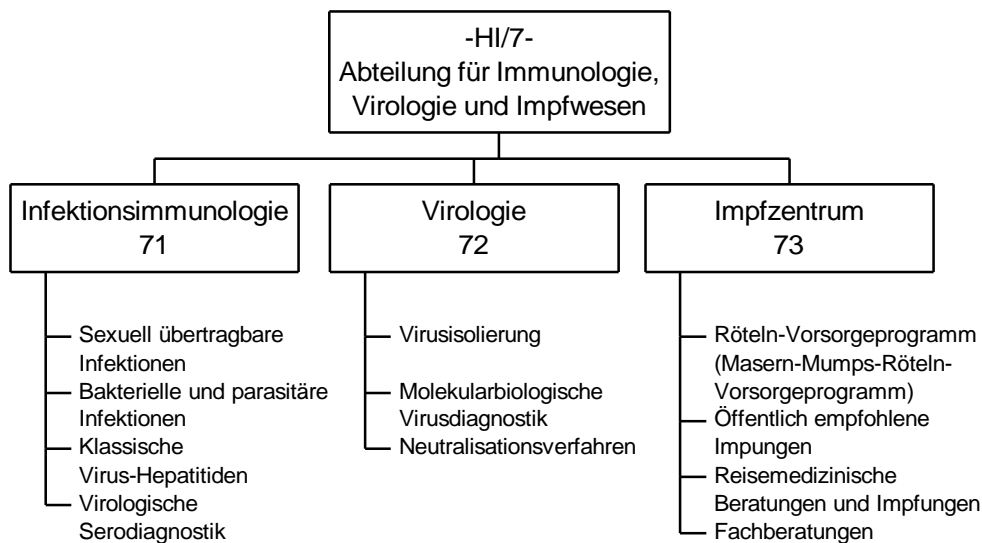 -HI/7-
Abteilung für Immunologie,
Virologie und Impfwesen
Infektionsimmunologie
71
Sexuell übertragbare
Infektionen
Bakterielle und parasitäre
Infektionen
Klassische
Virus-Hepatitiden
Virologische
Serodiagnostik
Virologie
72
Virusisolierung
Molekularbiologische
Virusdiagnostik
Neutralisationsverfahren
Impfzentrum
73
Röteln-Vorsorgeprogramm
(Masern-Mumps-Röteln-
Vorsorgeprogramm)
Öffentlich empfohlene
Impungen
Reisemedizinische
Beratungen und Impfungen
Fachberatungen